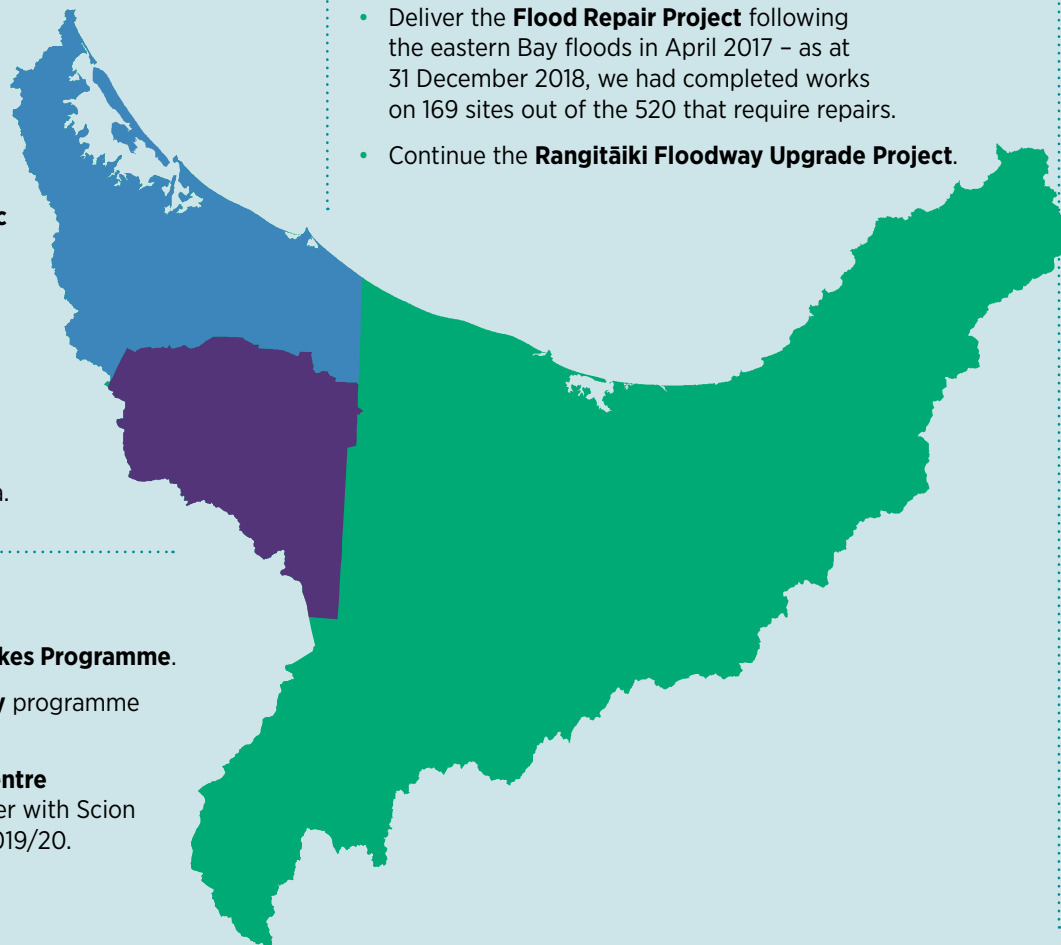 • Deliver the Flood Repair Project following
the eastern Bay floods in April 2017 – as at
31 December 2018, we had completed works
on 169 sites out of the 520 that require repairs.
• Continue the Rangitāiki Floodway Upgrade Project.
c
.
kes Programme.
y programme
entre
er with Scion
019/20.